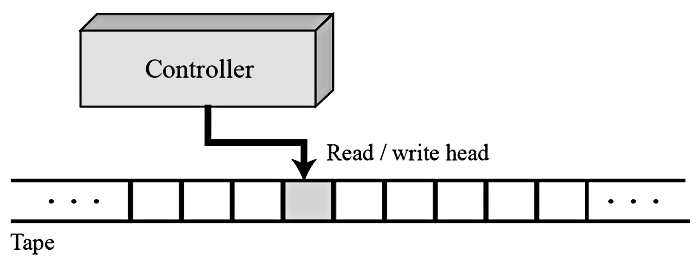 Controller
Read / write head
. . .
. . .
Tape